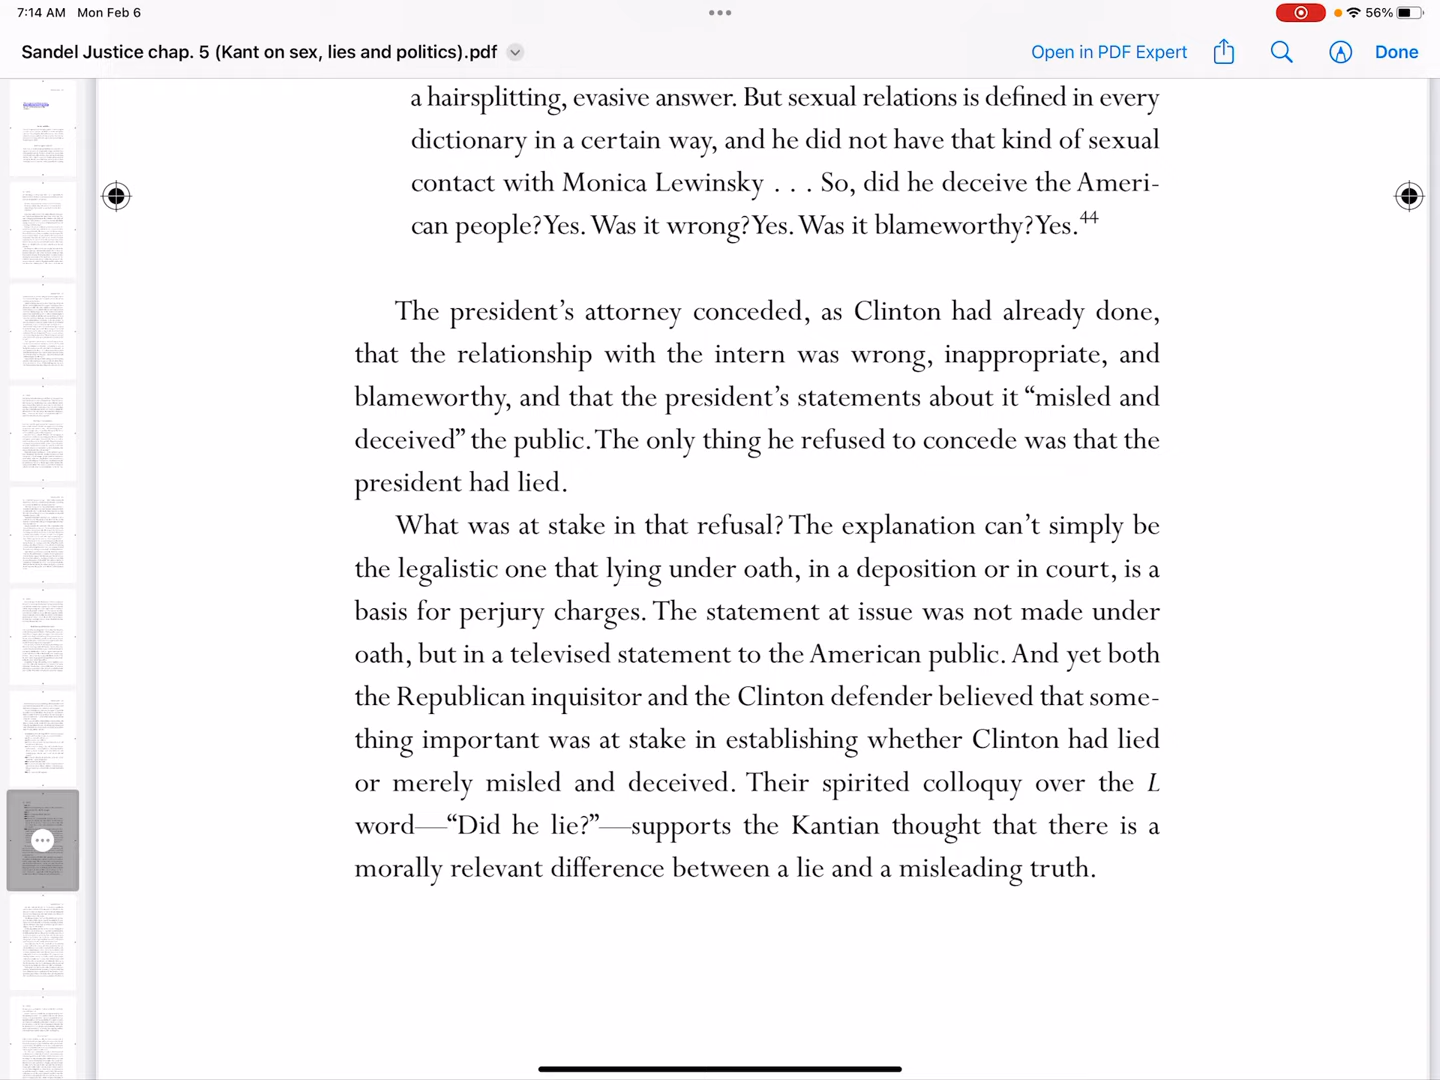 7:14 AM Mon Feb 6
56%
Sandel Justice chap. 5 (Kant on sex, lies and politics).pdf
Open in PDF Expert
Done
a hairsplitting, evasive answer. But sexual relations is defined in every
dictionary in a certain way, and he did not have that kind of sexual
contact with Monica Lewinsky . . . So, did he deceive the Ameri-
can people? Yes. Was it wrong? Yes. Was it blameworthy? Yes.44
The president’s attorney conceded, as Clinton had already done,
that the relationship with the intern was wrong, inappropriate, and
blameworthy, and that the president’s statements about it “misled and
deceived” the public. The only thing he refused to concede was that the
president had lied.
What was at stake in that refusal? The explanation can’t simply be
the legalistic one that lying under oath, in a deposition or in court, is a
basis for perjury charges. The statement at issue was not made under
oath, but in a televised statement to the American public. And yet both
the Republican inquisitor and the Clinton defender believed that some-
thing important was at stake in establishing whether Clinton had lied
or merely misled and deceived. Their spirited colloquy over the L
word—“Did he lie?”—supports the Kantian thought that there is a
morally relevant difference between a lie and a misleading truth.